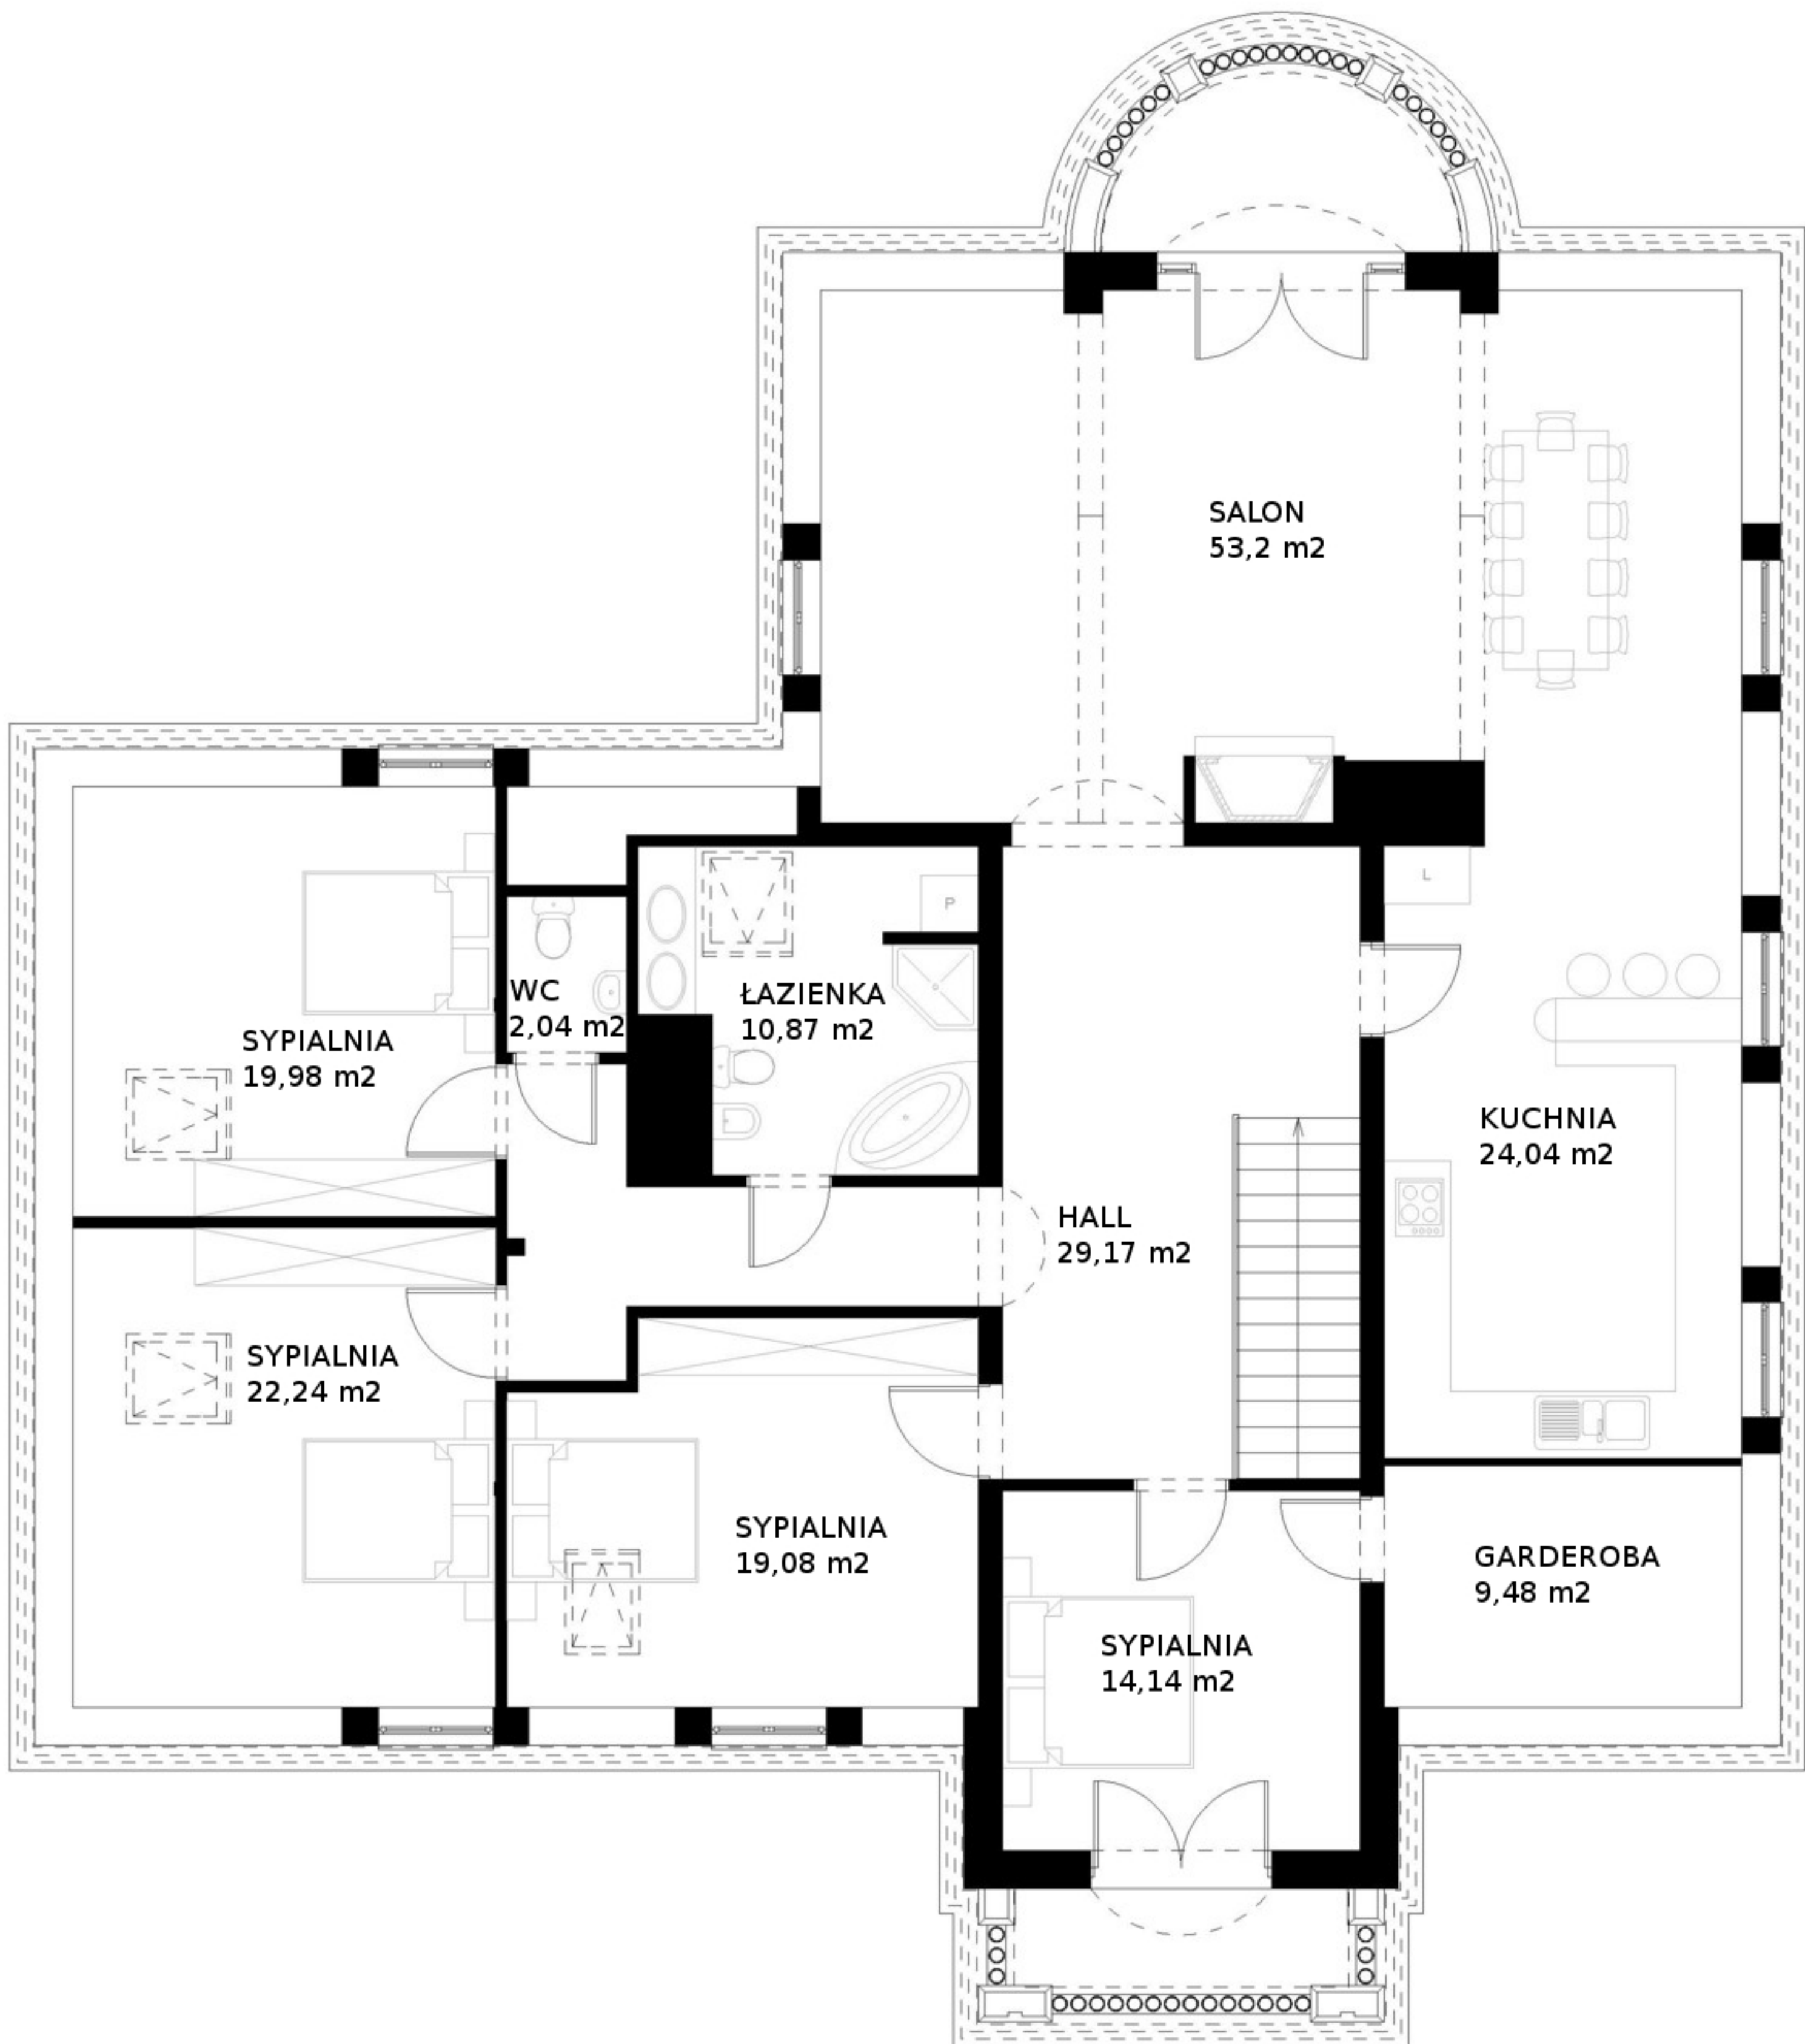 SALON
53,2 m2
L
P
WC
2,04 m2
ŁAZIENKA
10,87 m2
SYPIALNIA
19,98 m2
KUCHNIA
24,04 m2
HALL
29,17 m2
SYPIALNIA
22,24 m2
SYPIALNIA
19,08 m2
GARDEROBA
9,48 m2
SYPIALNIA
14,14 m2